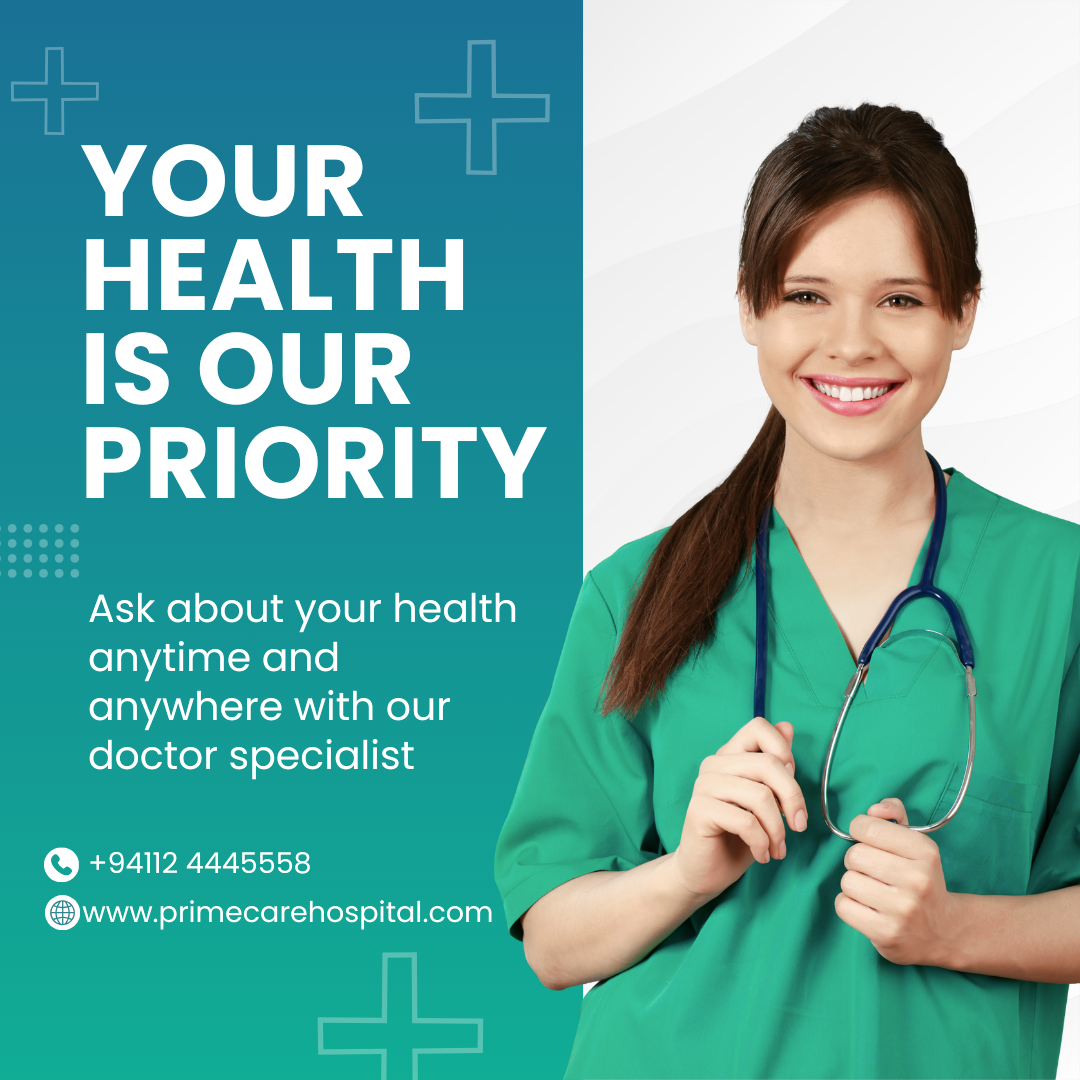 YOUR
HEALTH
IS OUR
PRIORITY
Ask about your health
anytime and
anywhere with our
doctor specialist
+94112 4445558
www.primecarehospital.com